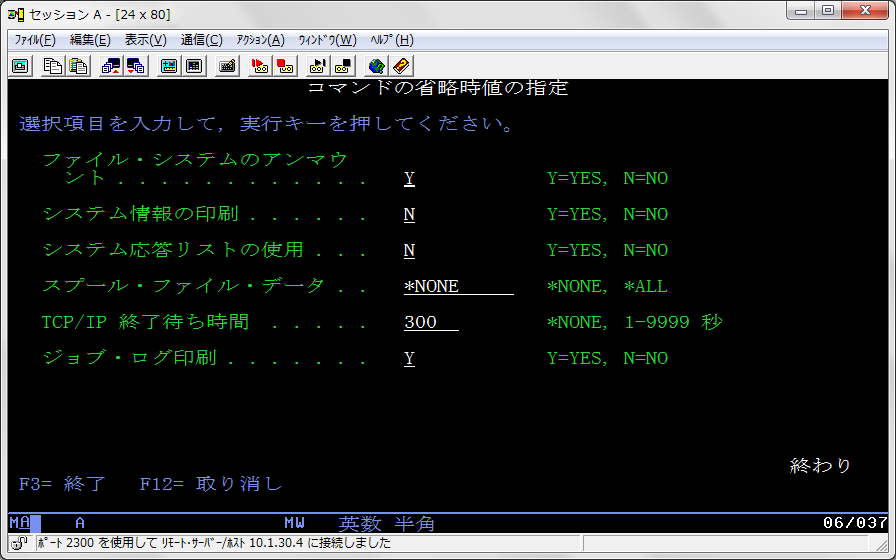 セッション A - [24 x 80]
ファイル(F) 編集(E) 表示(V) 通信(C) アクション(A) ウィンドウ(W) ヘルプ(H)
コマンドの省略時値の指定
選択項目を入力して, 実行キーを押してください。
ファイル・システムのアンマウ
ント . . . . . . . . . . . . Y Y=YES, N=NO
システム情報の印刷 . . . . . . N Y=YES, N=NO
システム応答リストの使用 . . . N Y=YES, N=NO
スプール・ファイル・データ . . *NONE *NONE, *ALL
TCP/IP 終了待ち時間 . . . . . 300 *NONE, 1-9999 秒
ジョブ・ログ印刷 . . . . . . . Y Y=YES, N=NO
終わり
F3= 終了 F12= 取り消し
MA A MW 英数 半角 06/037
ポート 2300 を使用して リモート・サーバー/ホスト 10.1.30.4 に接続しました